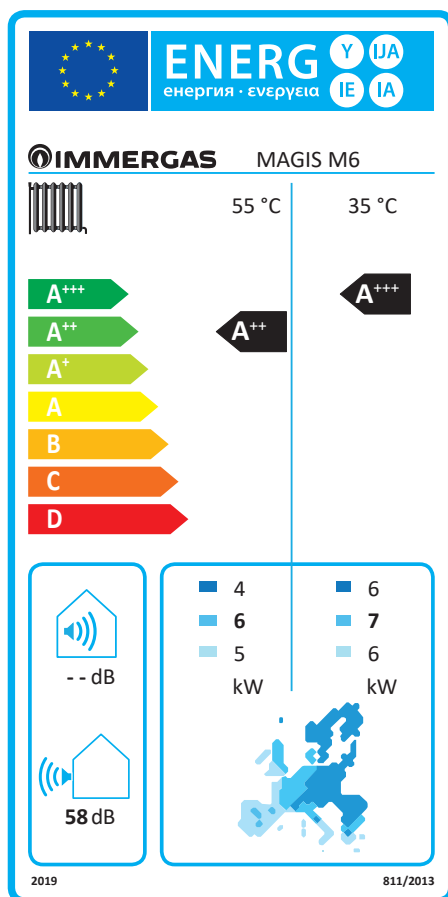 ENERG Y IJA
енергия · ενεργεια IE IA
IMMERGAS MAGIS M6
55 °C 35 °C
A+++ A+++
A++ A++
A+
A
B
C
D
4 6
6 7
5 6
kW kW
-- dB
58 dB
2019 811/2013